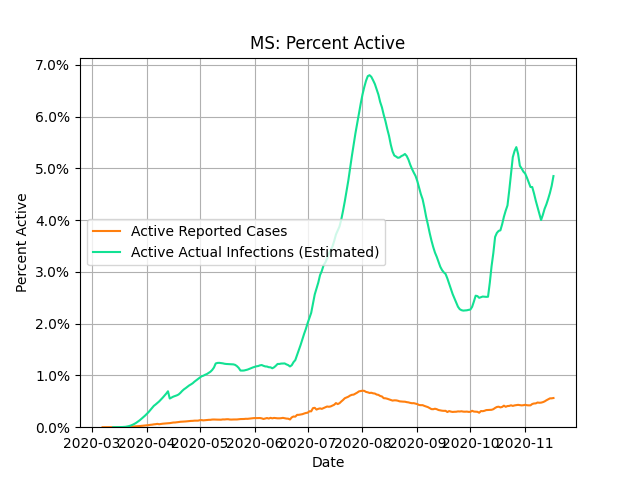 MS: Percent Active
7.0%
6.0%
5.0%
4.0%
3.0%
2.0%
1.0%
0.0%
Percent Active
Active Reported Cases
Active Actual Infections (Estimated)
2020-03 2020-04 2020-05 2020-06 2020-07 2020-08 2020-09 2020-10 2020-11
Date